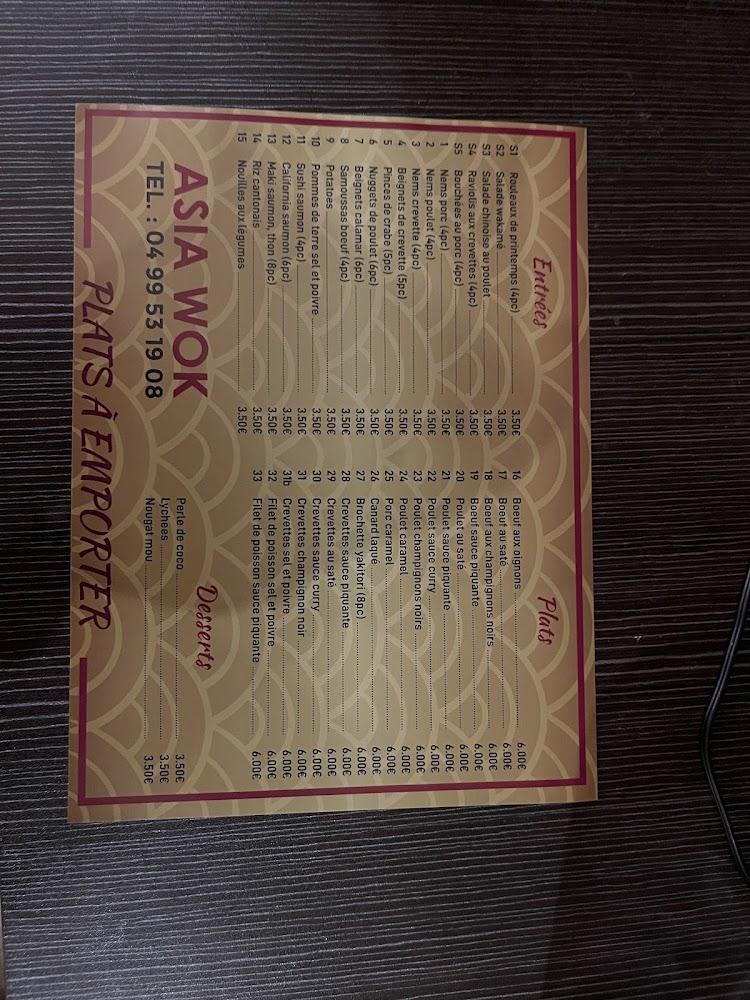 Entrées
S1 Rouleaux de printemps (4pc) 3.50€
S2 Salade wakamé 3.50€
S3 Salade chinoise au poulet 3.50€
S4 Raviolis aux crevettes (4pc) 3.50€
S5 Bouchées au porc (4pc) 3.50€
1 Nems porc (4pc) 3.50€
2 Nems poulet (4pc) 3.50€
3 Nems crevette (4pc) 3.50€
4 Beignets de crevette (5pc) 3.50€
5 Pinces de crabe (5pc) 3.50€
6 Nuggets de poulet (6pc) 3.50€
7 Beignets calamar (6pc) 3.50€
8 Samoussas boeuf (4pc) 3.50€
9 Potatoes 3.50€
10 Pommes de terre sel et poivre 3.50€
11 Sushi saumon (4pc) 3.50€
12 California saumon (6pc) 3.50€
13 Maki saumon, thon (8pc) 3.50€
14 Riz cantonais 3.50€
15 Nouilles aux légumes 3.50€
Plats
16 Boeuf aux oignons 6.00€
17 Boeuf au saté 6.00€
18 Boeuf aux champignons noirs 6.00€
19 Boeuf sauce piquante 6.00€
20 Poulet au saté 6.00€
21 Poulet sauce piquante 6.00€
22 Poulet sauce curry 6.00€
23 Poulet champignons noirs 6.00€
24 Poulet caramel 6.00€
25 Porc caramel 6.00€
26 Canard laqué 6.00€
27 Brochette yakitori (8pc) 6.00€
28 Crevettes sauce piquante 6.00€
29 Crevettes au saté 6.00€
30 Crevettes sauce curry 6.00€
31 Crevettes champignon noir 6.00€
31b Crevettes sel et poivre 6.00€
32 Filet de poisson sel et poivre 6.00€
33 Filet de poisson sauce piquante 6.00€
Desserts
Perle de coco 3.50€
Lychées 3.50€
Nougat mou 3.50€
ASIA WOK
TEL. : 04 99 53 19 08
PLATS À EMPORTER